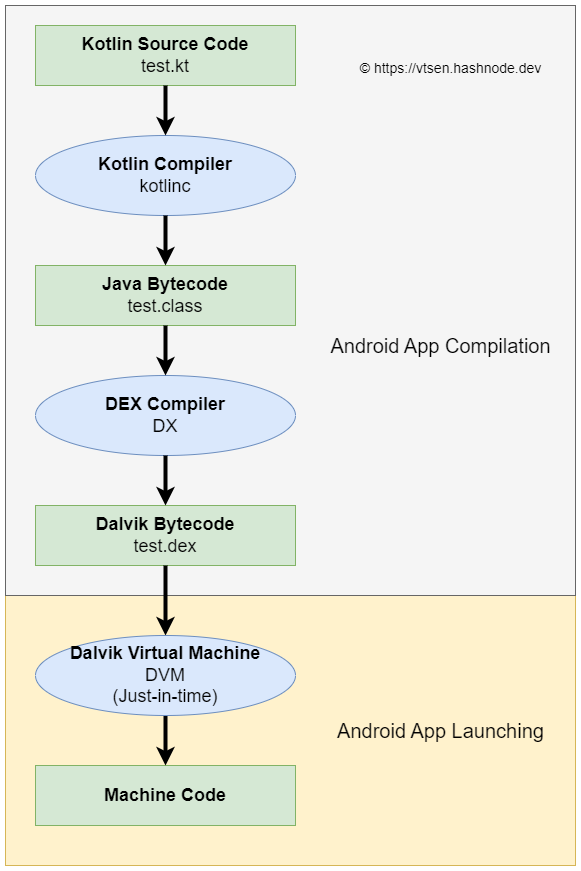 Kotlin Source Code
test.kt
© https://vtsen.hashnode.dev
Kotlin Compiler
kotlinc
Java Bytecode
test.class
Android App Compilation
DEX Compiler
DX
Dalvik Bytecode
test.dex
Dalvik Virtual Machine
DVM
(Just-in-time)
Android App Launching
Machine Code